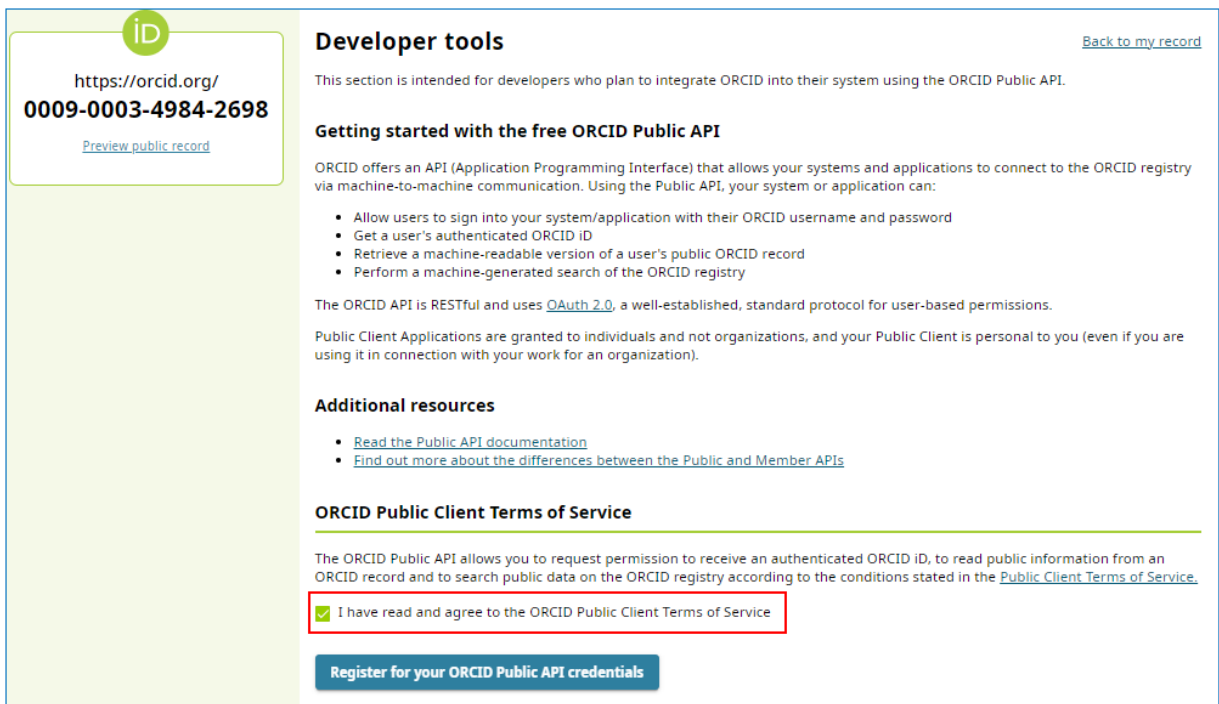 iD
https://orcid.org/
0009-0003-4984-2698
Preview public record
Developer tools
Back to my record
This section is intended for developers who plan to integrate ORCID into their system using the ORCID Public API.
Getting started with the free ORCID Public API
ORCID offers an API (Application Programming Interface) that allows your systems and applications to connect to the ORCID registry
via machine-to-machine communication. Using the Public API, your system or application can:
• Allow users to sign into your system/application with their ORCID username and password
• Get a user's authenticated ORCID iD
• Retrieve a machine-readable version of a user's public ORCID record
• Perform a machine-generated search of the ORCID registry
The ORCID API is RESTful and uses OAuth 2.0, a well-established, standard protocol for user-based permissions.
Public Client Applications are granted to individuals and not organizations, and your Public Client is personal to you (even if you are
using it in connection with your work for an organization).
Additional resources
• Read the Public API documentation
• Find out more about the differences between the Public and Member APIs
ORCID Public Client Terms of Service
The ORCID Public API allows you to request permission to receive an authenticated ORCID iD, to read public information from an
ORCID record and to search public data on the ORCID registry according to the conditions stated in the Public Client Terms of Service.
I have read and agree to the ORCID Public Client Terms of Service
Register for your ORCID Public API credentials